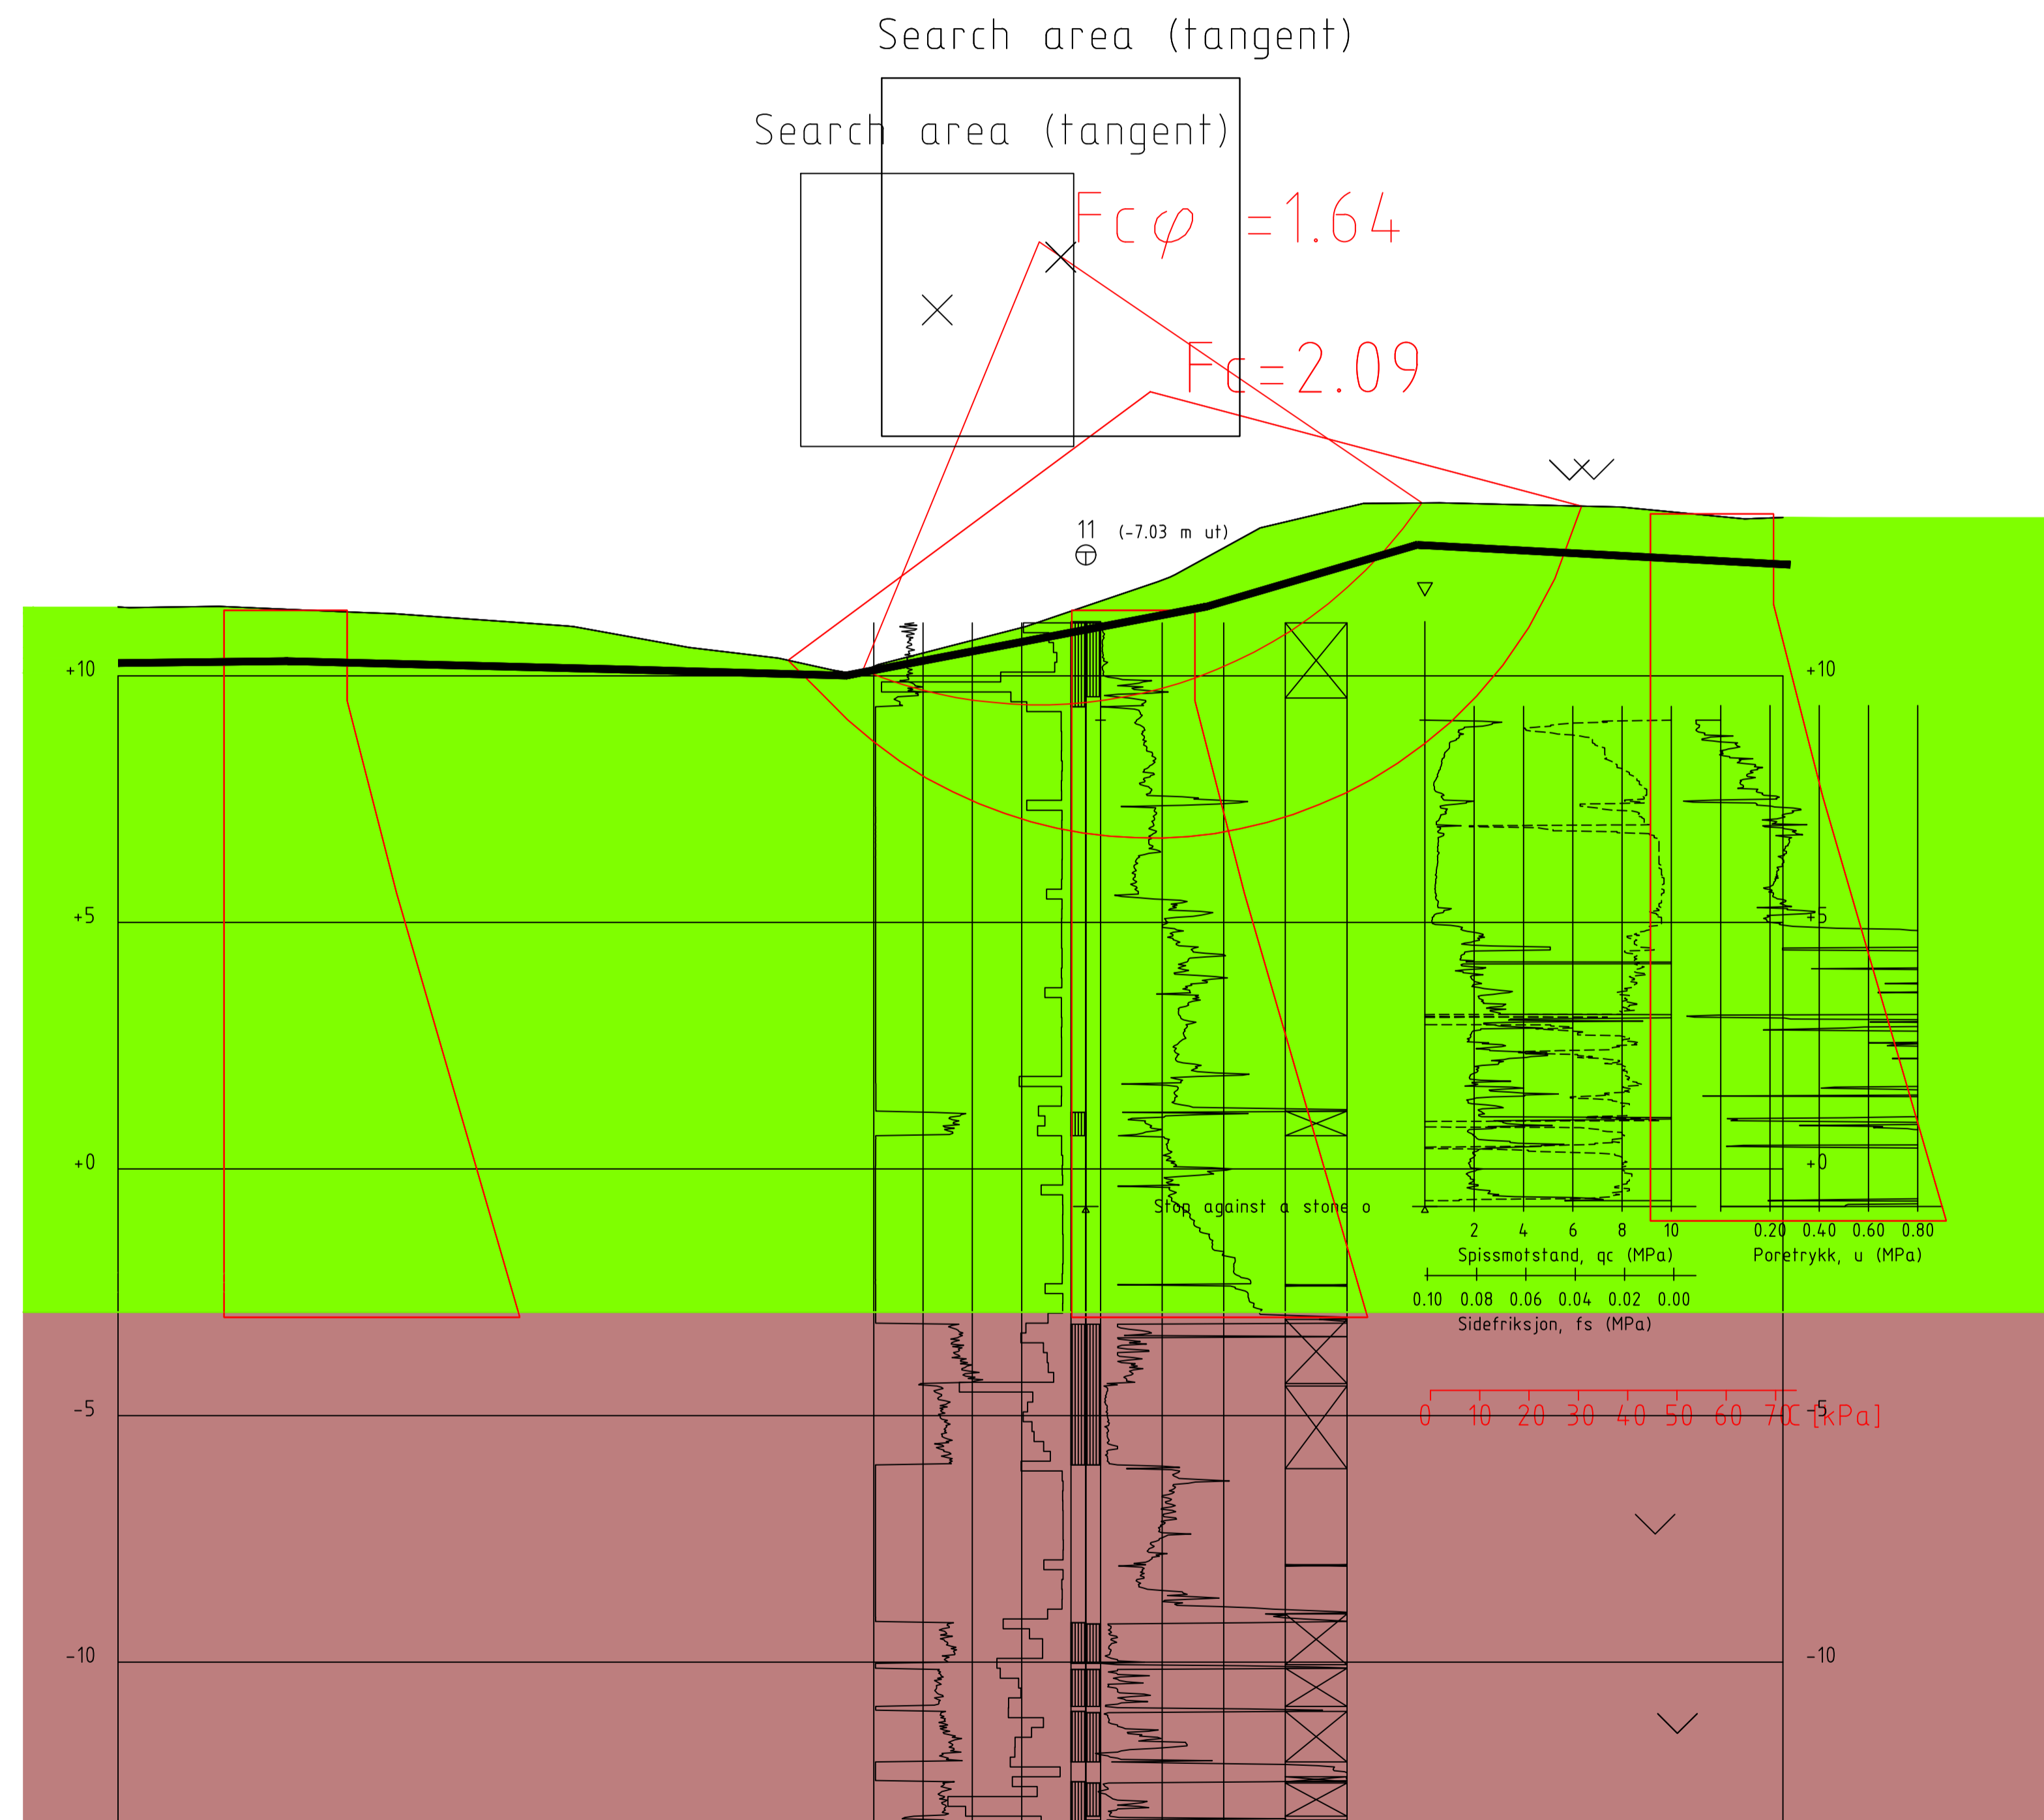 Search area (tangent)
Search area (tangent)
Fcφ =1.64
Fc=2.09
11 (-7.03 m ut)
+10 +10
+5 +5
+0 +0
Stop against a stone o
2 4 6 8 10 0.20 0.40 0.60 0.80
Spissmotstand, qc (MPa) Poretrykk, u (MPa)
0.10 0.08 0.06 0.04 0.02 0.00
Sidefriksjon, fs (MPa)
-5 0 10 20 30 40 50 60 70 C [kPa] -5
-10 -10